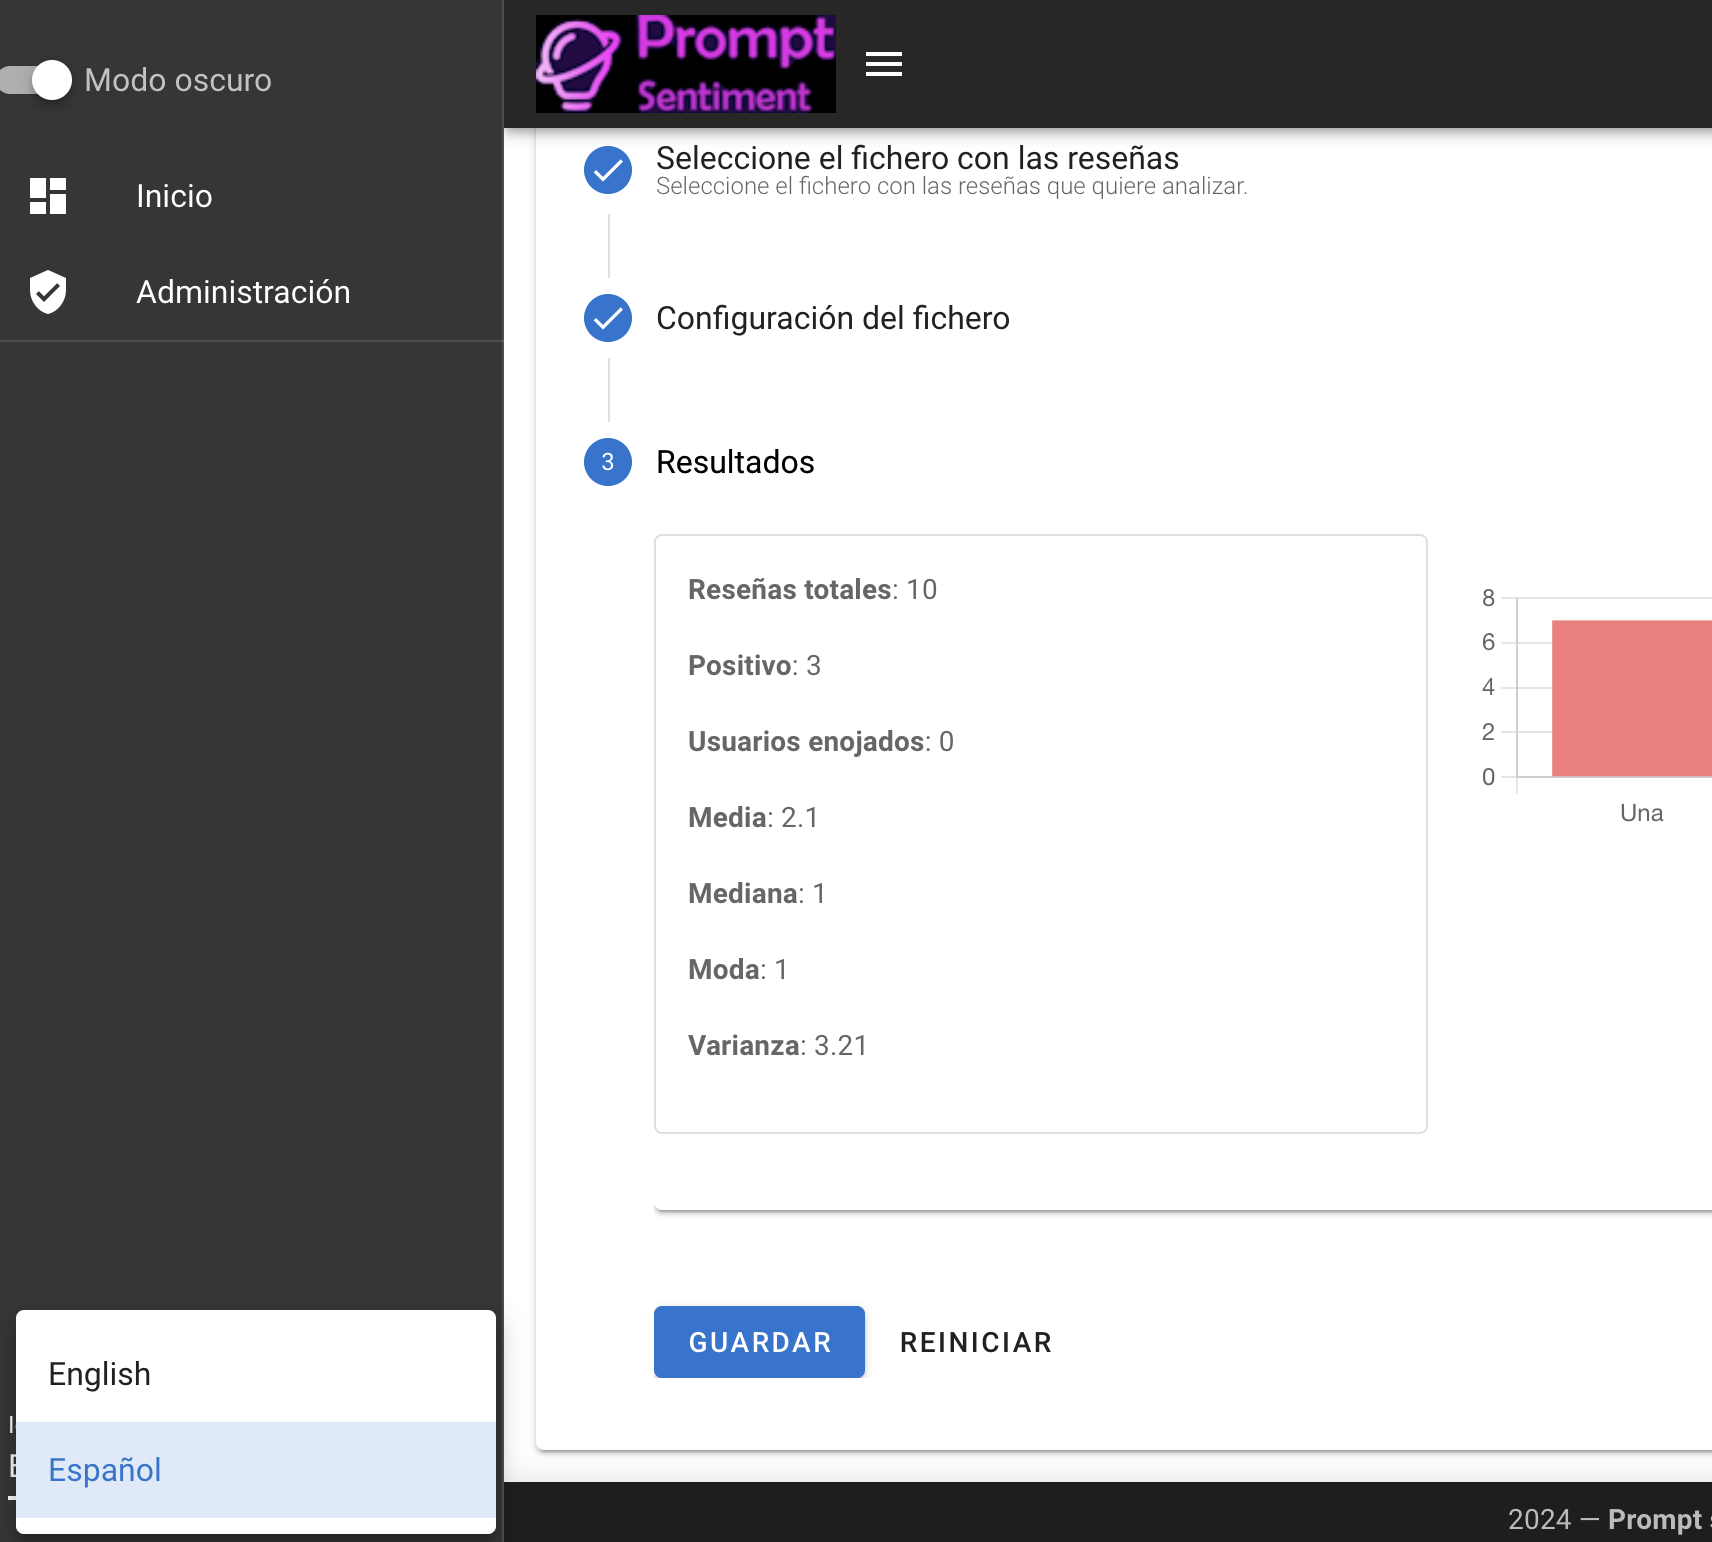 Modo oscuro
Inicio
Administración
English
Español
Prompt
Sentiment
Seleccione el fichero con las reseñas
Seleccione el fichero con las reseñas que quiere analizar.
Configuración del fichero
3
Resultados
Reseñas totales: 10
Positivo: 3
Usuarios enojados: 0
Media: 2.1
Mediana: 1
Moda: 1
Varianza: 3.21
8
6
4
2
0
Una
GUARDAR
REINICIAR
2024 — Prompt